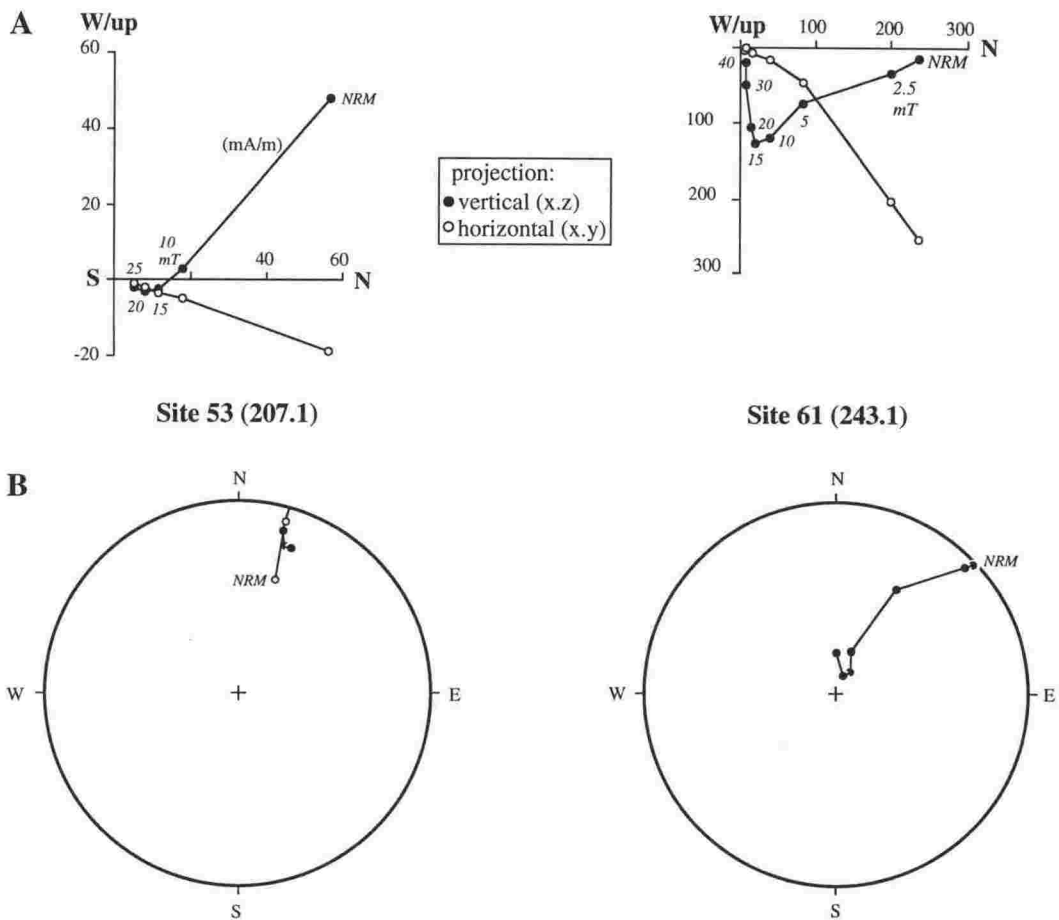 A
W/up
60
40
20
-20
NRM
(mA/m)
10
mT
25
S
40
60
N
20
15
projection:
vertical (x.z)
horizontal (x.y)
W/up
100
200
300
N
40
NRM
30
2.5
mT
5
20
10
15
100
200
300
Site 53 (207.1)
Site 61 (243.1)
B
N
NRM
W
E
S
N
NRM
W
E
S